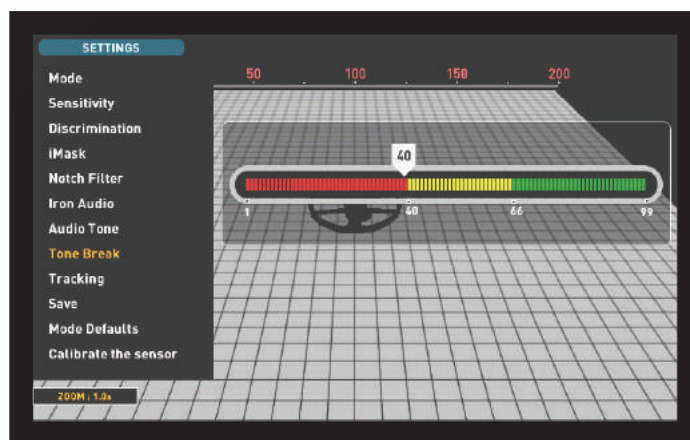 SETTINGS
Mode
Sensitivity
Discrimination
iMask
Notch Filter
Iron Audio
Audio Tone
Tone Break
Tracking
Save
Mode Defaults
Calibrate the sensor
ZOOM : 1.0x
50 100 150 200
40
1 40 66 99